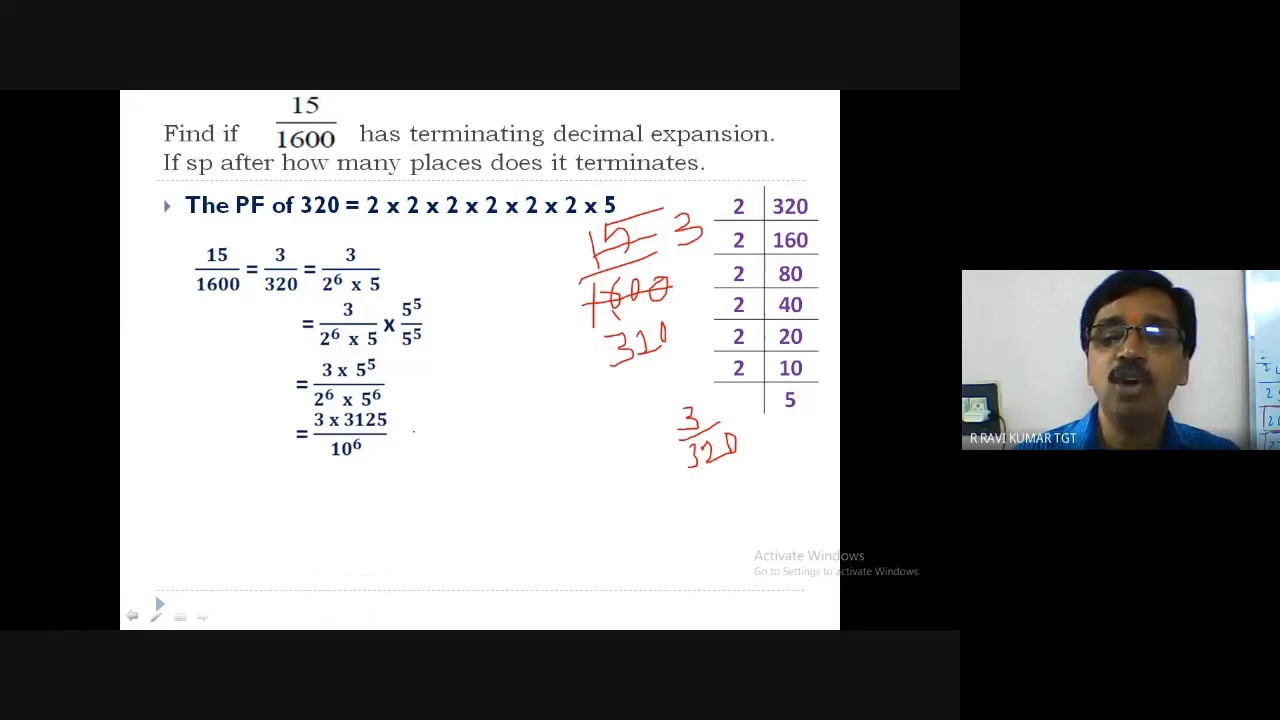 Find if 15/1600 has terminating decimal expansion.
If sp after how many places does it terminates.
The PF of 320 = 2 x 2 x 2 x 2 x 2 x 2 x 5
15/1600 = 3/320 = 3/2⁶ x 5
= 3/2⁶ x 5 x 5⁵/5⁵
= 3 x 5⁵/2⁶ x 5⁶
= 3 x 3125/10⁶
15 3
1600
320
3/320
2 320
2 160
2 80
2 40
2 20
2 10
5
R RAVI KUMAR TGT
Activate Windows
Go to Settings to activate Windows.